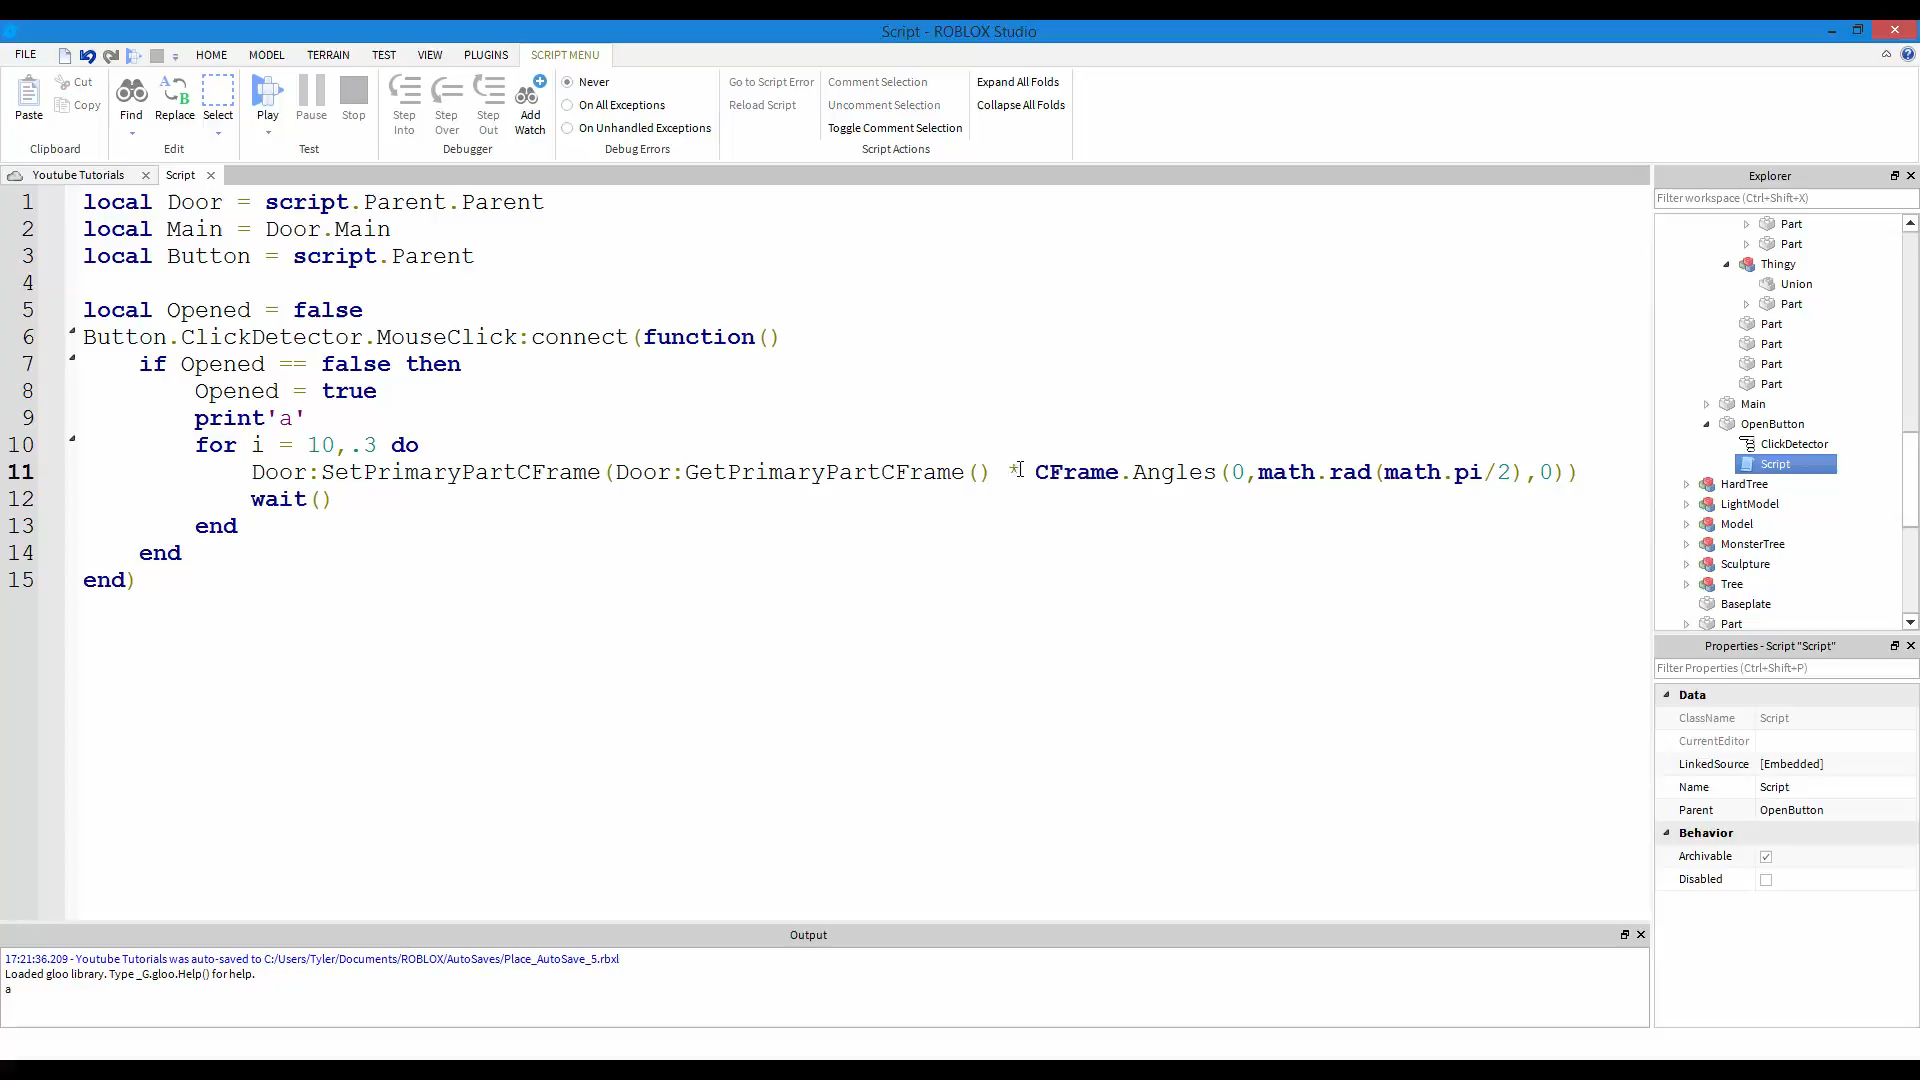 Script - ROBLOX Studio
FILE HOME MODEL TERRAIN TEST VIEW PLUGINS SCRIPT MENU
Paste
Cut
Copy
Clipboard
Find Replace Select
Edit
Play Pause Stop
Test
Step Into
Step Over
Step Out
Add Watch
Debugger
Never
On All Exceptions
On Unhandled Exceptions
Debug Errors
Go to Script Error
Reload Script
Comment Selection
Uncomment Selection
Toggle Comment Selection
Script Actions
Expand All Folds
Collapse All Folds
Youtube Tutorials
Script
1 local Door = script.Parent.Parent
2 local Main = Door.Main
3 local Button = script.Parent
4
5 local Opened = false
6 Button.ClickDetector.MouseClick:connect(function()
7 if Opened == false then
8 Opened = true
9 print'a'
10 for i = 10,.3 do
11 Door:SetPrimaryPartCFrame(Door:GetPrimaryPartCFrame() * CFrame.Angles(0,math.rad(math.pi/2),0))
12 wait()
13 end
14 end
15 end)
Explorer
Filter workspace (Ctrl+Shift+X)
Part
Part
Thingy
Union
Part
Part
Part
Part
Part
Main
OpenButton
ClickDetector
Script
HardTree
LightModel
Model
MonsterTree
Sculpture
Tree
Baseplate
Part
Properties - Script "Script"
Filter Properties (Ctrl+Shift+P)
Data
ClassName Script
CurrentEditor
LinkedSource [Embedded]
Name Script
Parent OpenButton
Behavior
Archivable
Disabled
Output
17:21:36.209 - Youtube Tutorials was auto-saved to C:/Users/Tyler/Documents/ROBLOX/AutoSaves/Place_AutoSave_5.rbxl
Loaded gloo library. Type _G.gloo.Help() for help.
a